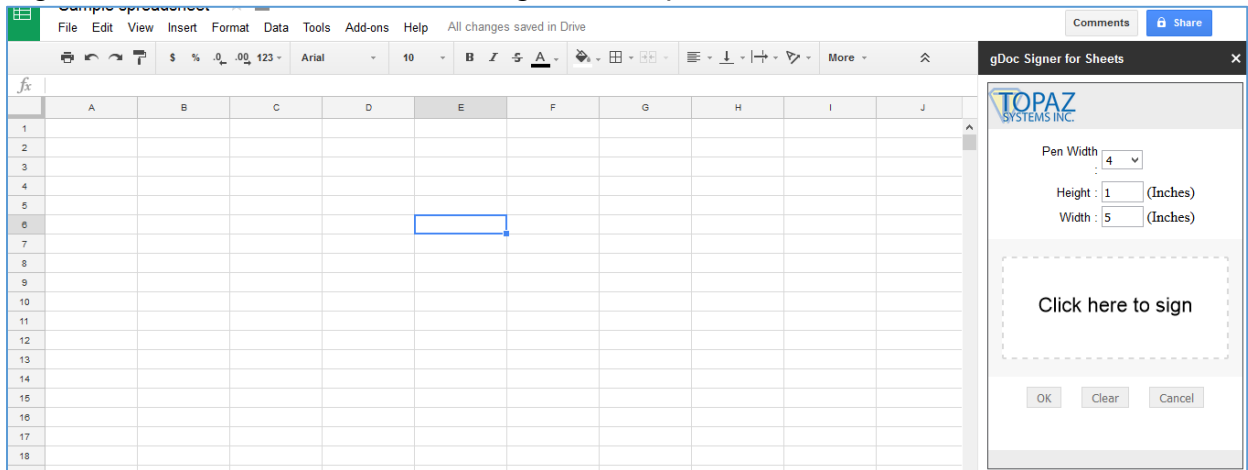 Sample spreadsheet
File Edit View Insert Format Data Tools Add-ons Help All changes saved in Drive
Comments
Share
$ % .0 .00 123 Arial 10 B I S A More
gDoc Signer for Sheets ×
fx
A B C D E F G H I J
TOPAZ
SYSTEMS INC.
Pen Width : 4
Height : 1 (Inches)
Width : 5 (Inches)
Click here to sign
OK Clear Cancel
1
2
3
4
5
6
7
8
9
10
11
12
13
14
15
16
17
18